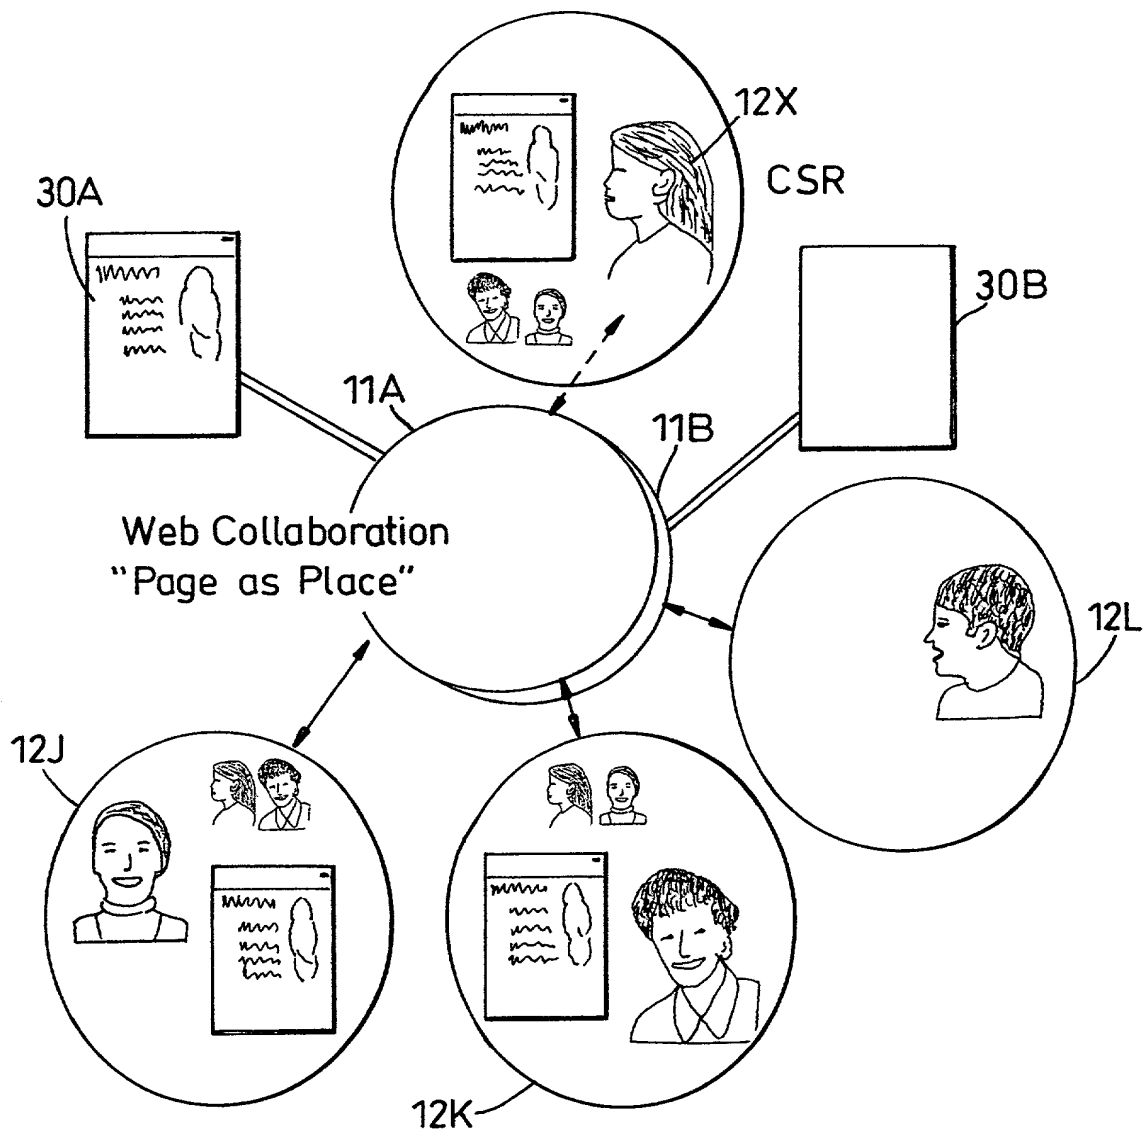 12X
CSR
30A
30B
11A
11B
Web Collaboration
"Page as Place"
12L
12J
12K